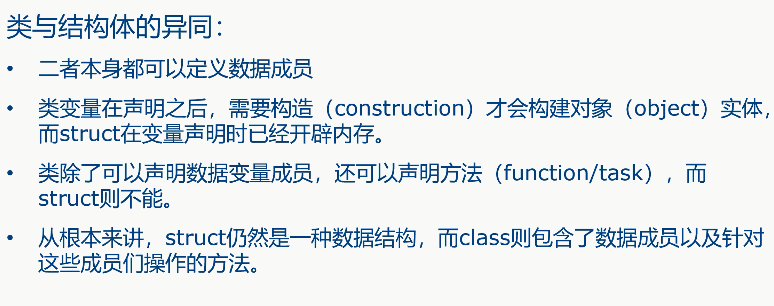 类与结构体的异同：
• 二者本身都可以定义数据成员
• 类变量在声明之后，需要构造（construction）才会构建对象（object）实体，
而struct在变量声明时已经开辟内存。
• 类除了可以声明数据变量成员，还可以声明方法（function/task），而
struct则不能。
• 从根本来讲，struct仍然是一种数据结构，而class则包含了数据成员以及针对
这些成员们操作的方法。